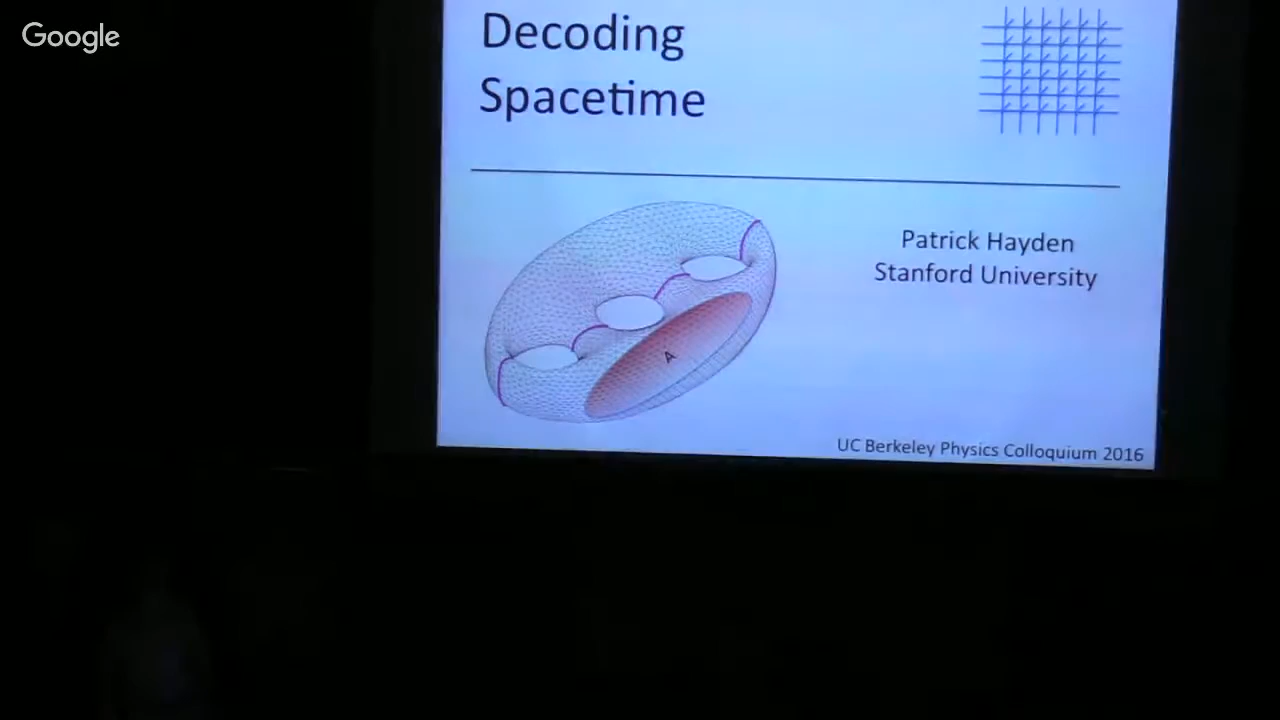 Google
Decoding
Spacetime
Patrick Hayden
Stanford University
A
UC Berkeley Physics Colloquium 2016